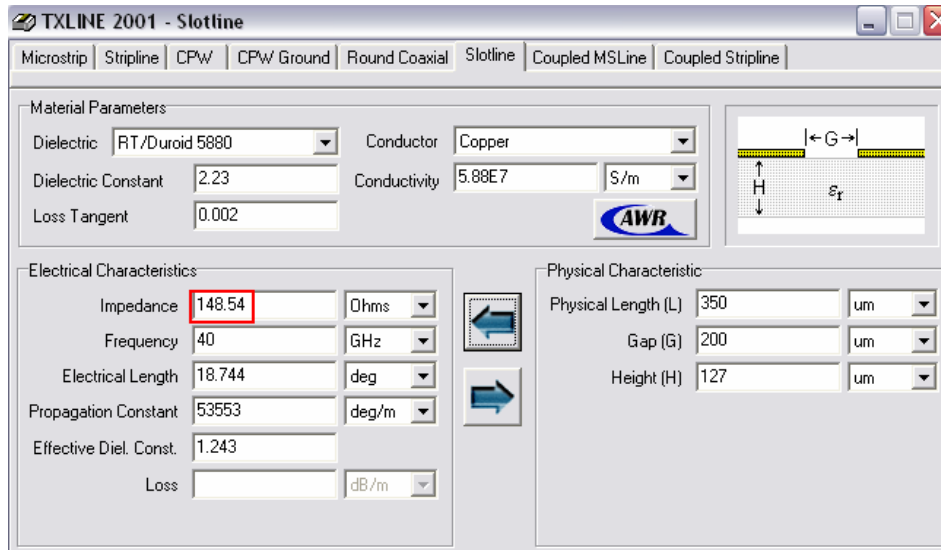 TXLINE 2001 - Slotline
Microstrip Stripline CPW CPW Ground Round Coaxial Slotline Coupled MSLine Coupled Stripline
Material Parameters
Dielectric RT/Duroid 5880 Conductor Copper
Dielectric Constant 2.23 Conductivity 5.88E7 S/m
Loss Tangent 0.002 AWR
←G→
H εr
Electrical Characteristics
Impedance 148.54 Ohms
Frequency 40 GHz
Electrical Length 18.744 deg
Propagation Constant 53553 deg/m
Effective Diel. Const. 1.243
Loss dB/m
Physical Characteristic
Physical Length (L) 350 um
Gap (G) 200 um
Height (H) 127 um